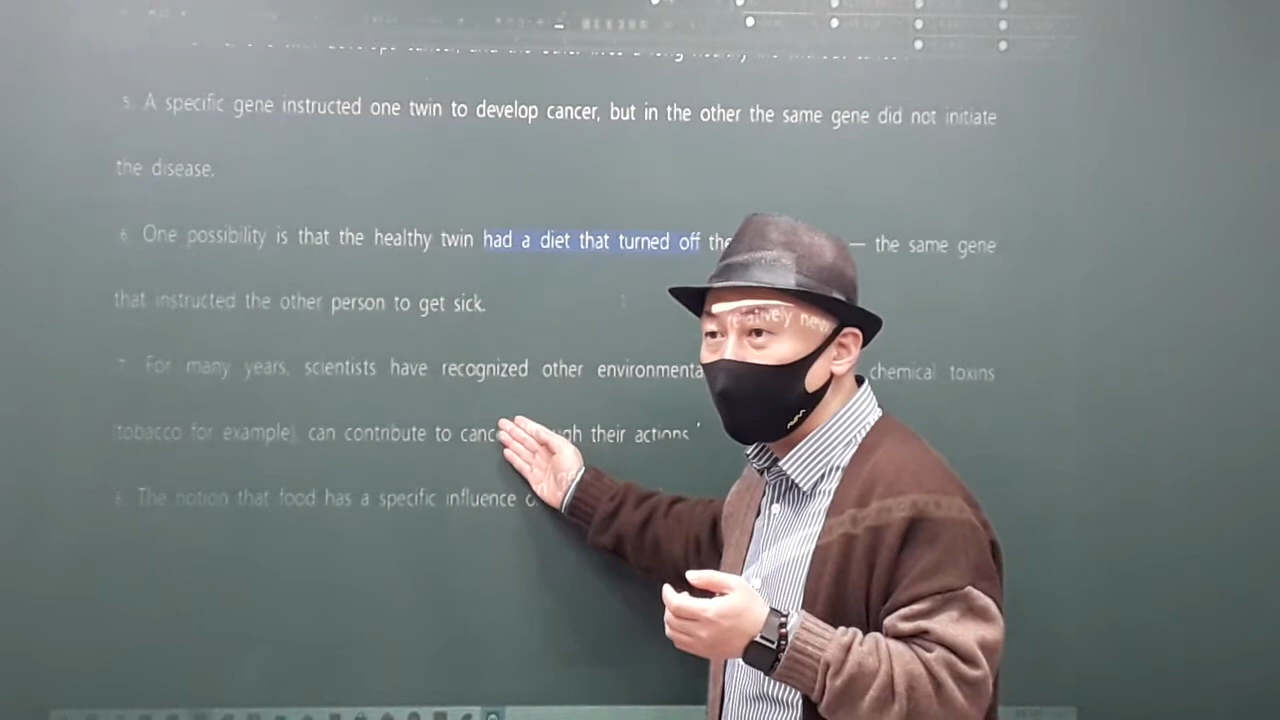 5 A specific gene instructed one twin to develop cancer, but in the other the same gene did not initiate
the disease.
6 One possibility is that the healthy twin had a diet that turned off the — the same gene
that instructed the other person to get sick.
7 For many years, scientists have recognized other chemical toxins
tobacco for example), can contribute to their actions
8 The notion that food has a specific influence
relatively new